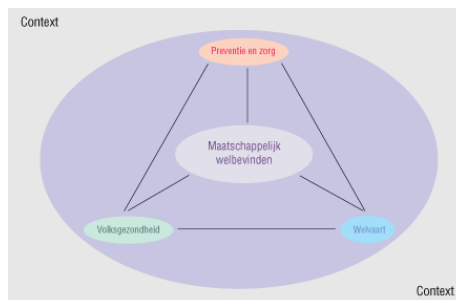 Context
Preventie en zorg
Maatschappelijk
welbevinden
Volksgezondheid
Welvaart
Context